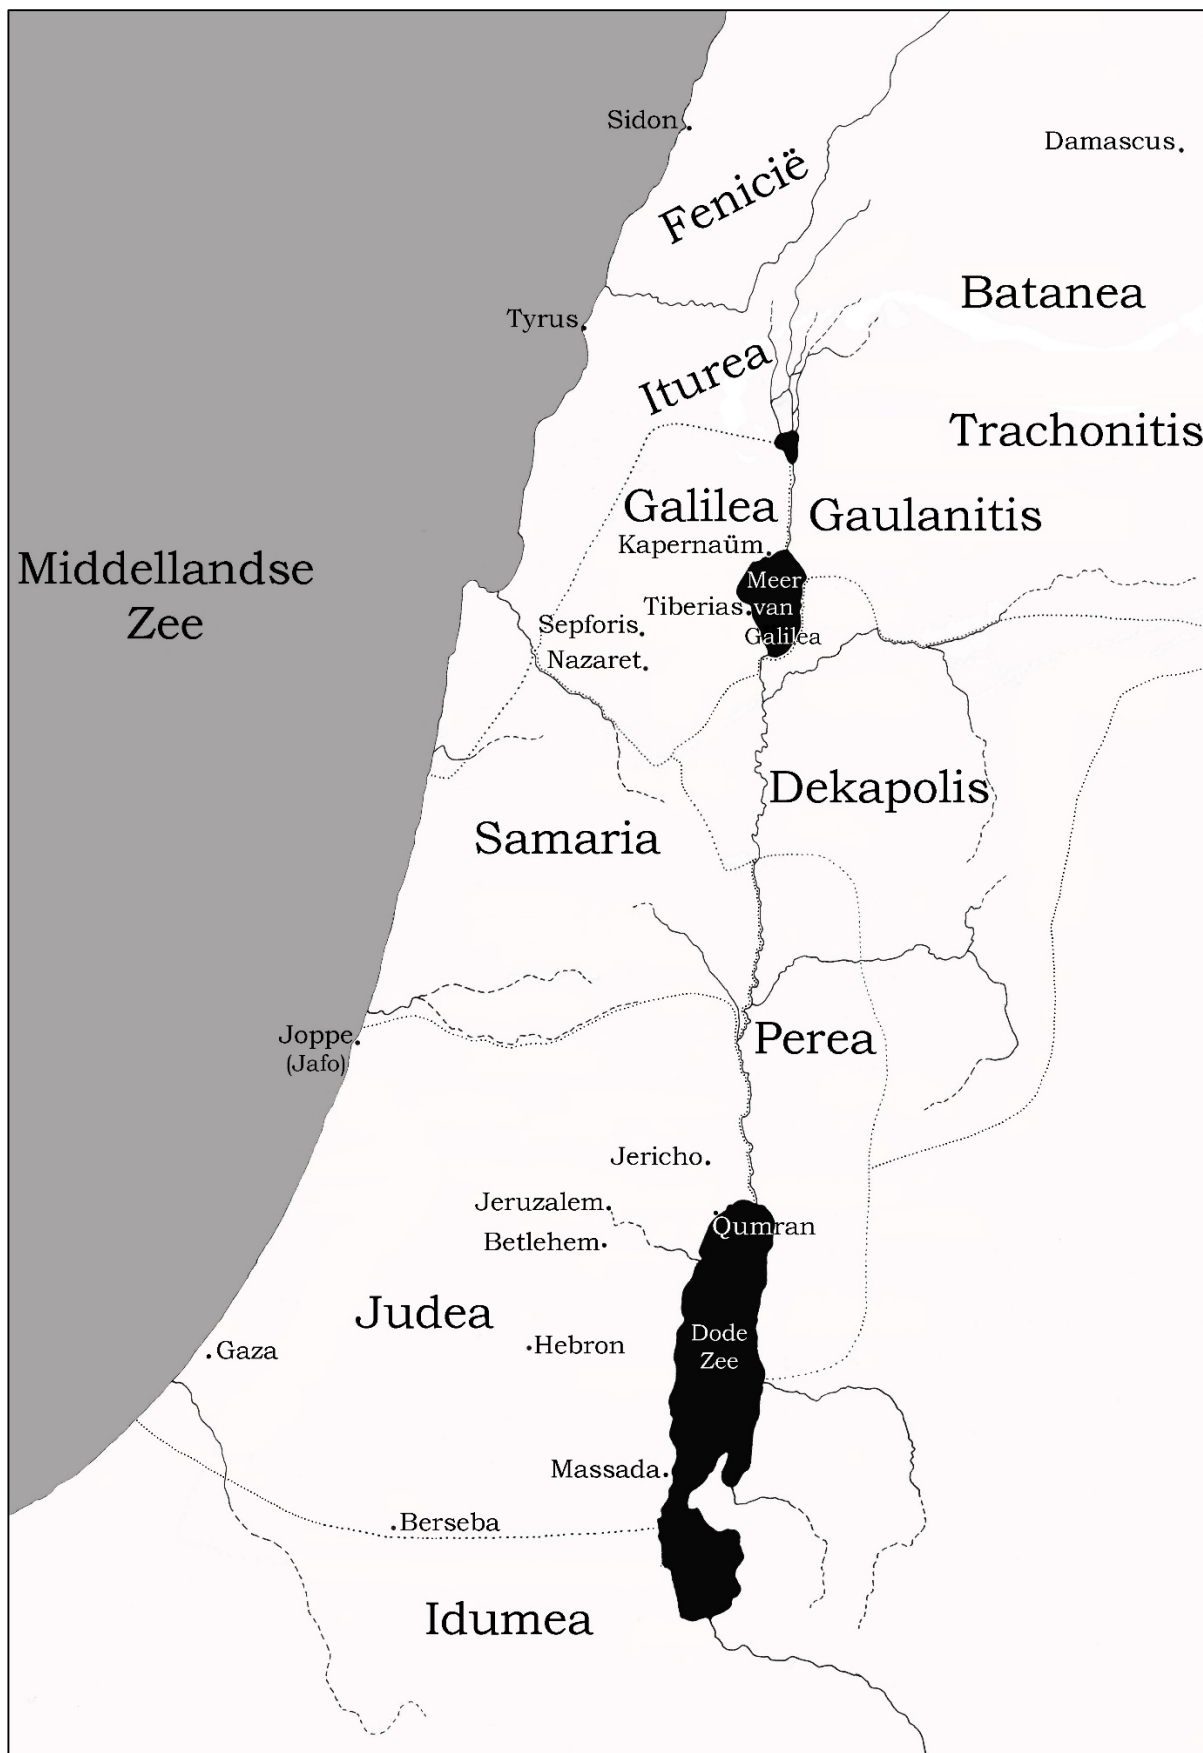 Sidon
Damascus
Fenicië
Batanea
Tyrus
Iturea
Trachonitis
Galilea
Gaulanitis
Kapernaüm
Middellandse
Zee
Meer
van
Galilea
Tiberias
Sepforis
Nazaret
Dekapolis
Samaria
Joppe
(Jafo)
Perea
Jericho
Jeruzalem
Qumran
Betlehem
Judea
Dode
Zee
Hebron
Gaza
Massada
Berseba
Idumea